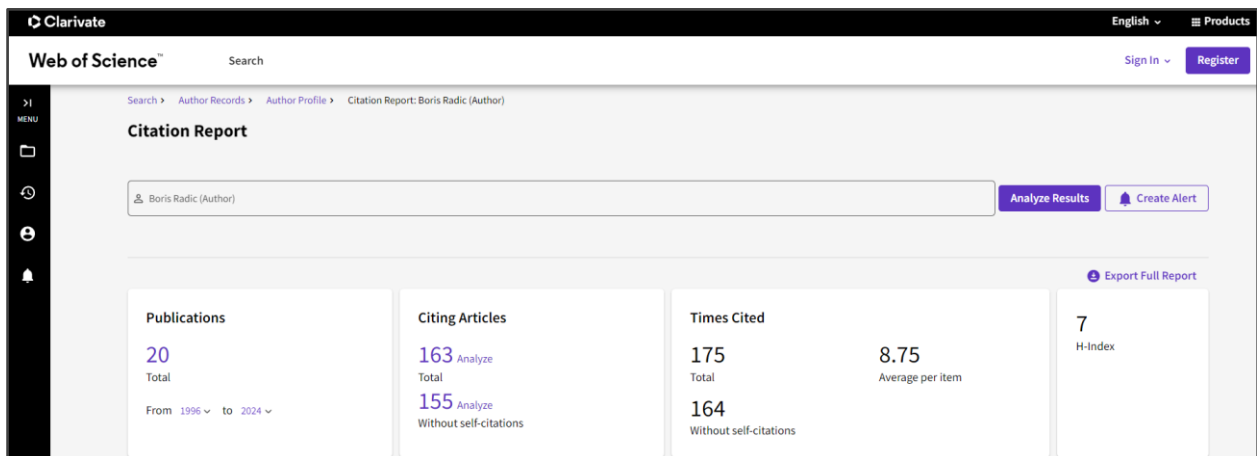 Clarivate
English
Products
Web of Science™
Search
Sign In
Register
MENU
Search > Author Records > Author Profile > Citation Report: Boris Radic (Author)
Citation Report
Boris Radic (Author)
Analyze Results
Create Alert
Export Full Report
Publications
20
Total
From 1996 to 2024
Citing Articles
163 Analyze
Total
155 Analyze
Without self-citations
Times Cited
175
Total
8.75
Average per item
164
Without self-citations
7
H-Index